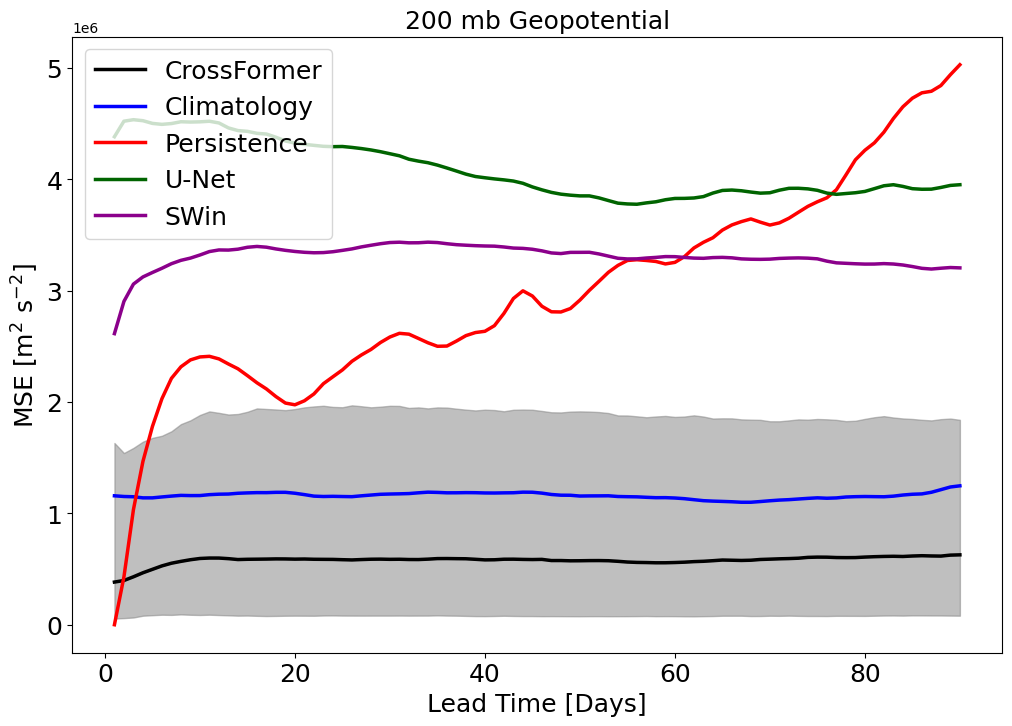 200 mb Geopotential
1e6
CrossFormer
Climatology
Persistence
U-Net
SWin
5
4
3
2
1
0
MSE [m² s⁻²]
0 20 40 60 80
Lead Time [Days]